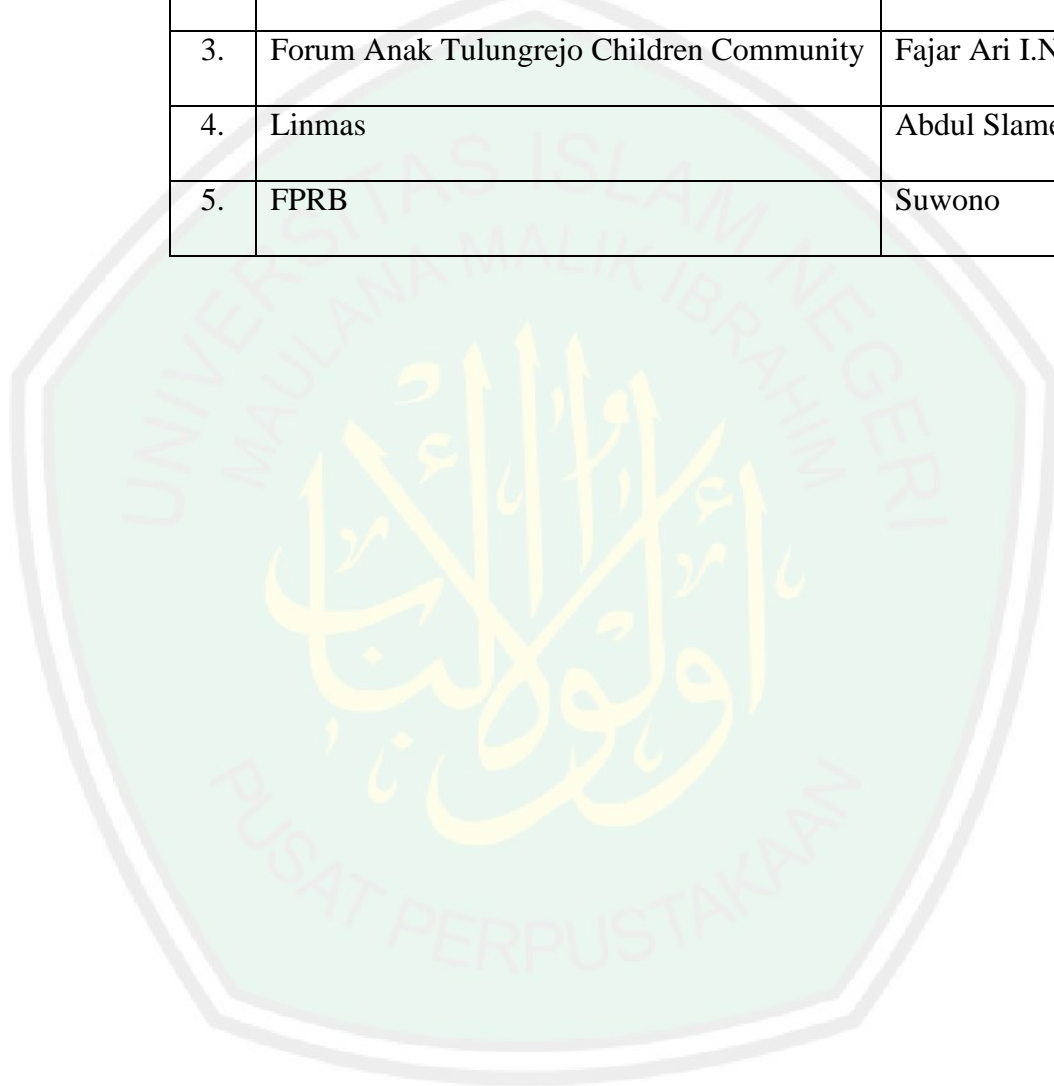 3. Forum Anak Tulungrejo Children Community Fajar Ari I.N
4. Linmas Abdul Slame
5. FPRB Suwono
UNIVERSITAS ISLAM NEGERI
MAULANA MALIK IBRAHIM
PUSAT PERPUSTAKAAN